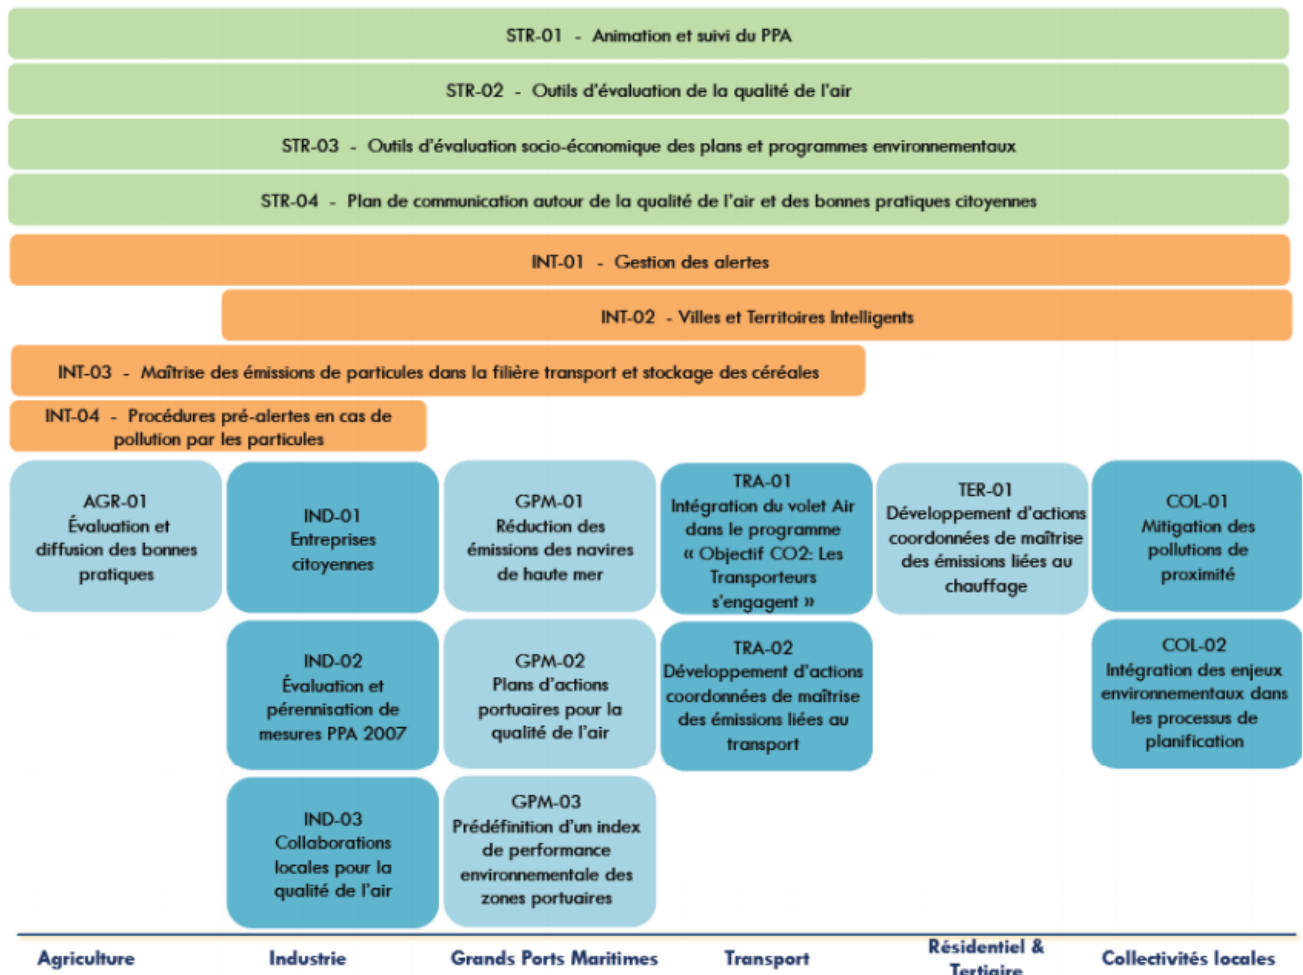 STR-01 - Animation et suivi du PPA
STR-02 - Outils d'évaluation de la qualité de l'air
STR-03 - Outils d'évaluation socio-économique des plans et programmes environnementaux
STR-04 - Plan de communication autour de la qualité de l'air et des bonnes pratiques citoyennes
INT-01 - Gestion des alertes
INT-02 - Villes et Territoires Intelligents
INT-03 - Maîtrise des émissions de particules dans la filière transport et stockage des céréales
INT-04 - Procédures pré-alertes en cas de
pollution par les particules
AGR-01
Évaluation et
diffusion des bonnes
pratiques
IND-01
Entreprises
citoyennes
GPM-01
Réduction des
émissions des navires
de haute mer
TRA-01
Intégration du volet Air
dans le programme
« Objectif CO2: Les
Transporteurs
s'engagent »
TER-01
Développement d'actions
coordonnées de maîtrise
des émissions liées au
chauffage
COL-01
Mitigation des
pollutions de
proximité
IND-02
Évaluation et
pérennisation de
mesures PPA 2007
GPM-02
Plans d'actions
portuaires pour la
qualité de l'air
TRA-02
Développement d'actions
coordonnées de maîtrise
des émissions liées au
transport
COL-02
Intégration des enjeux
environnementaux dans
les processus de
planification
IND-03
Collaborations
locales pour la
qualité de l'air
GPM-03
Prédéfinition d'un index
de performance
environnementale des
zones portuaires
Agriculture
Industrie
Grands Ports Maritimes
Transport
Résidentiel &
Tertiaire
Collectivités locales